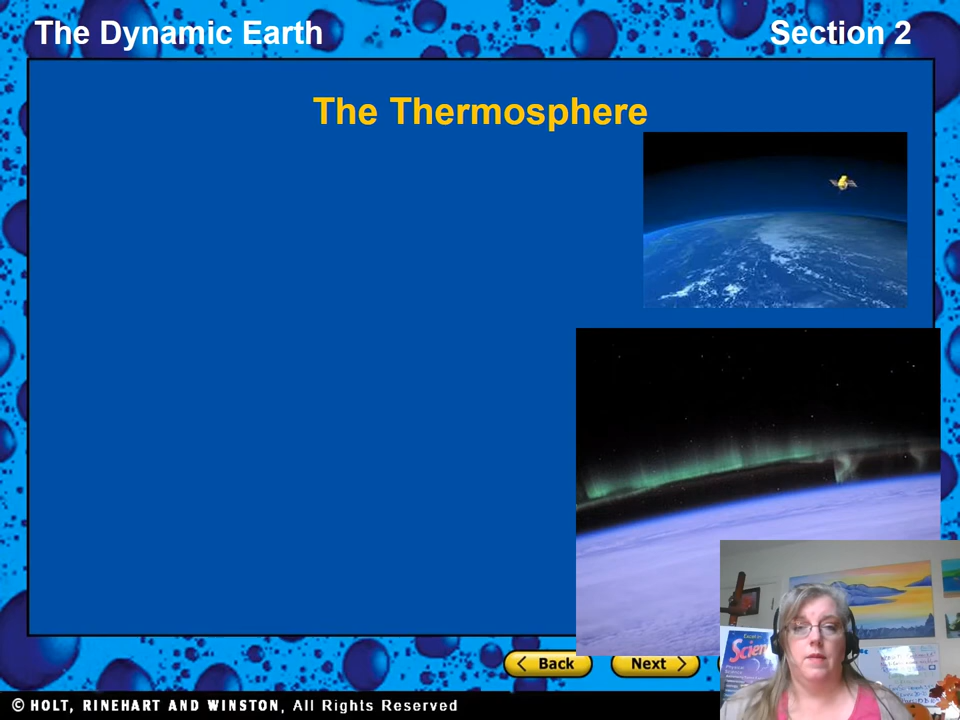 The Dynamic Earth
Section 2
The Thermosphere
Back
Next
© HOLT, RINEHART AND WINSTON, All Rights Reserved